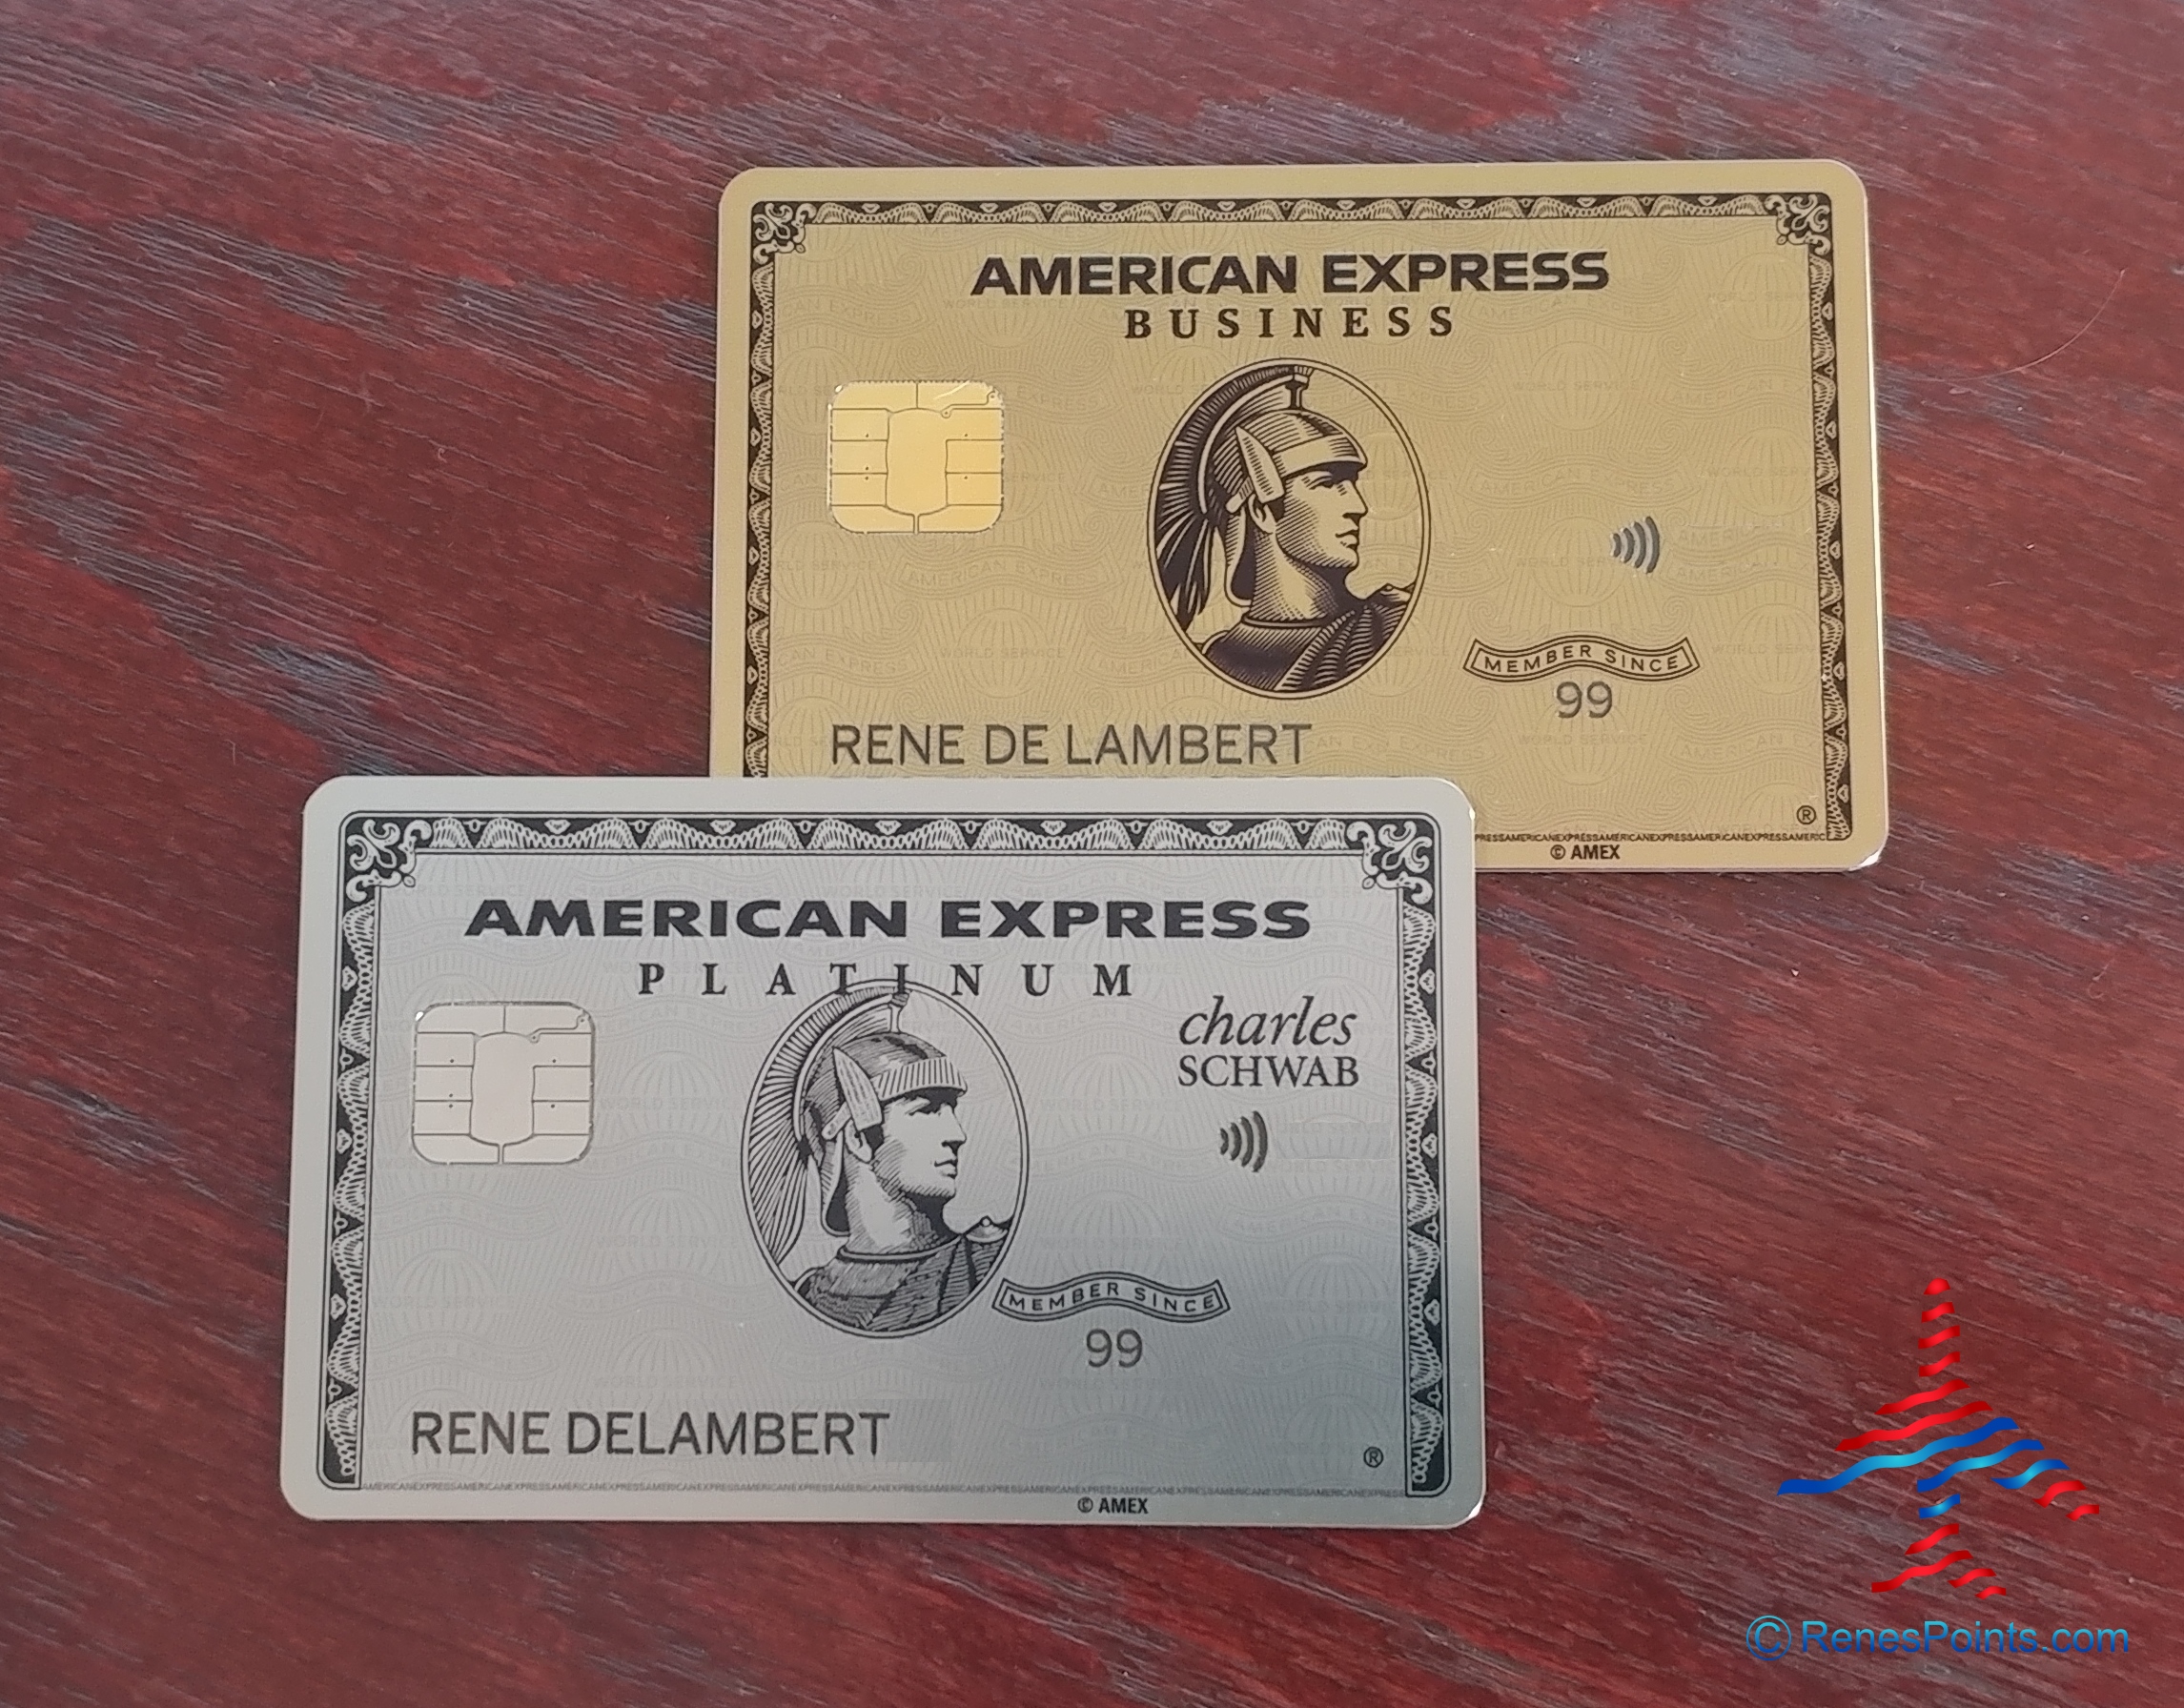 AMERICAN EXPRESS
BUSINESS
MEMBER SINCE
99
RENE DE LAMBERT
®
© AMEX
AMERICAN EXPRESS
PLATINUM
charles
SCHWAB
MEMBER SINCE
99
RENE DELAMBERT
®
© AMEX
© RenesPoints.com